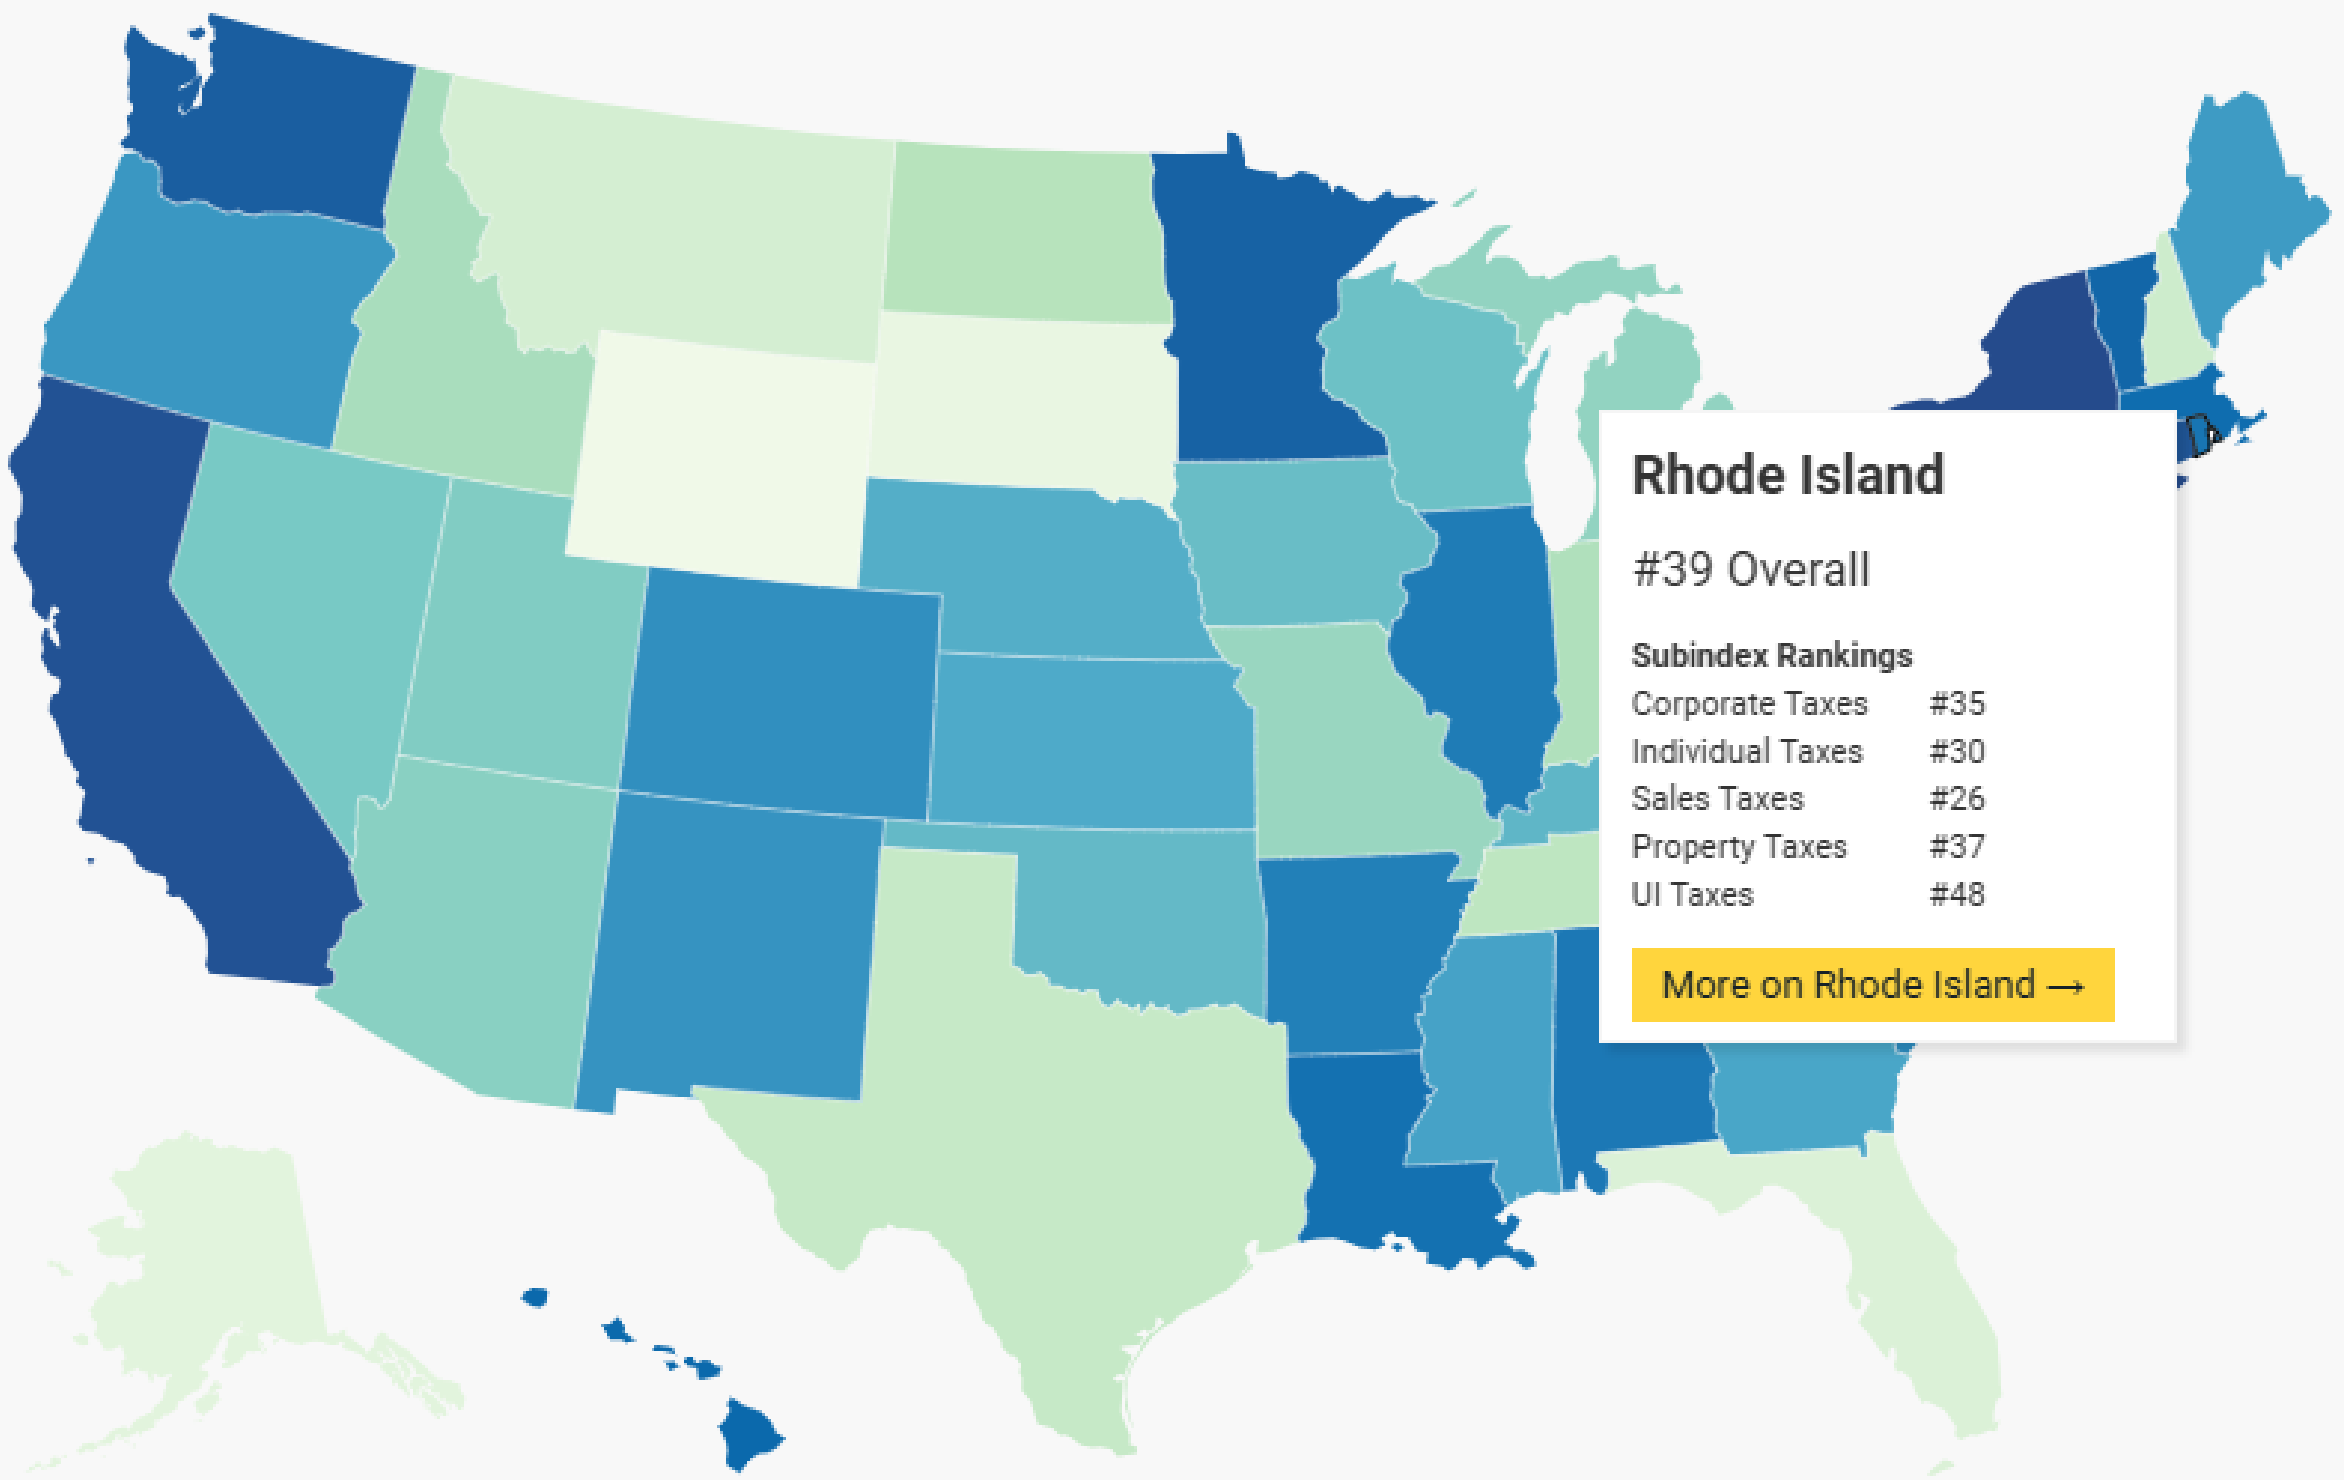 Rhode Island
#39 Overall
Subindex Rankings
Corporate Taxes #35
Individual Taxes #30
Sales Taxes #26
Property Taxes #37
UI Taxes #48
More on Rhode Island →